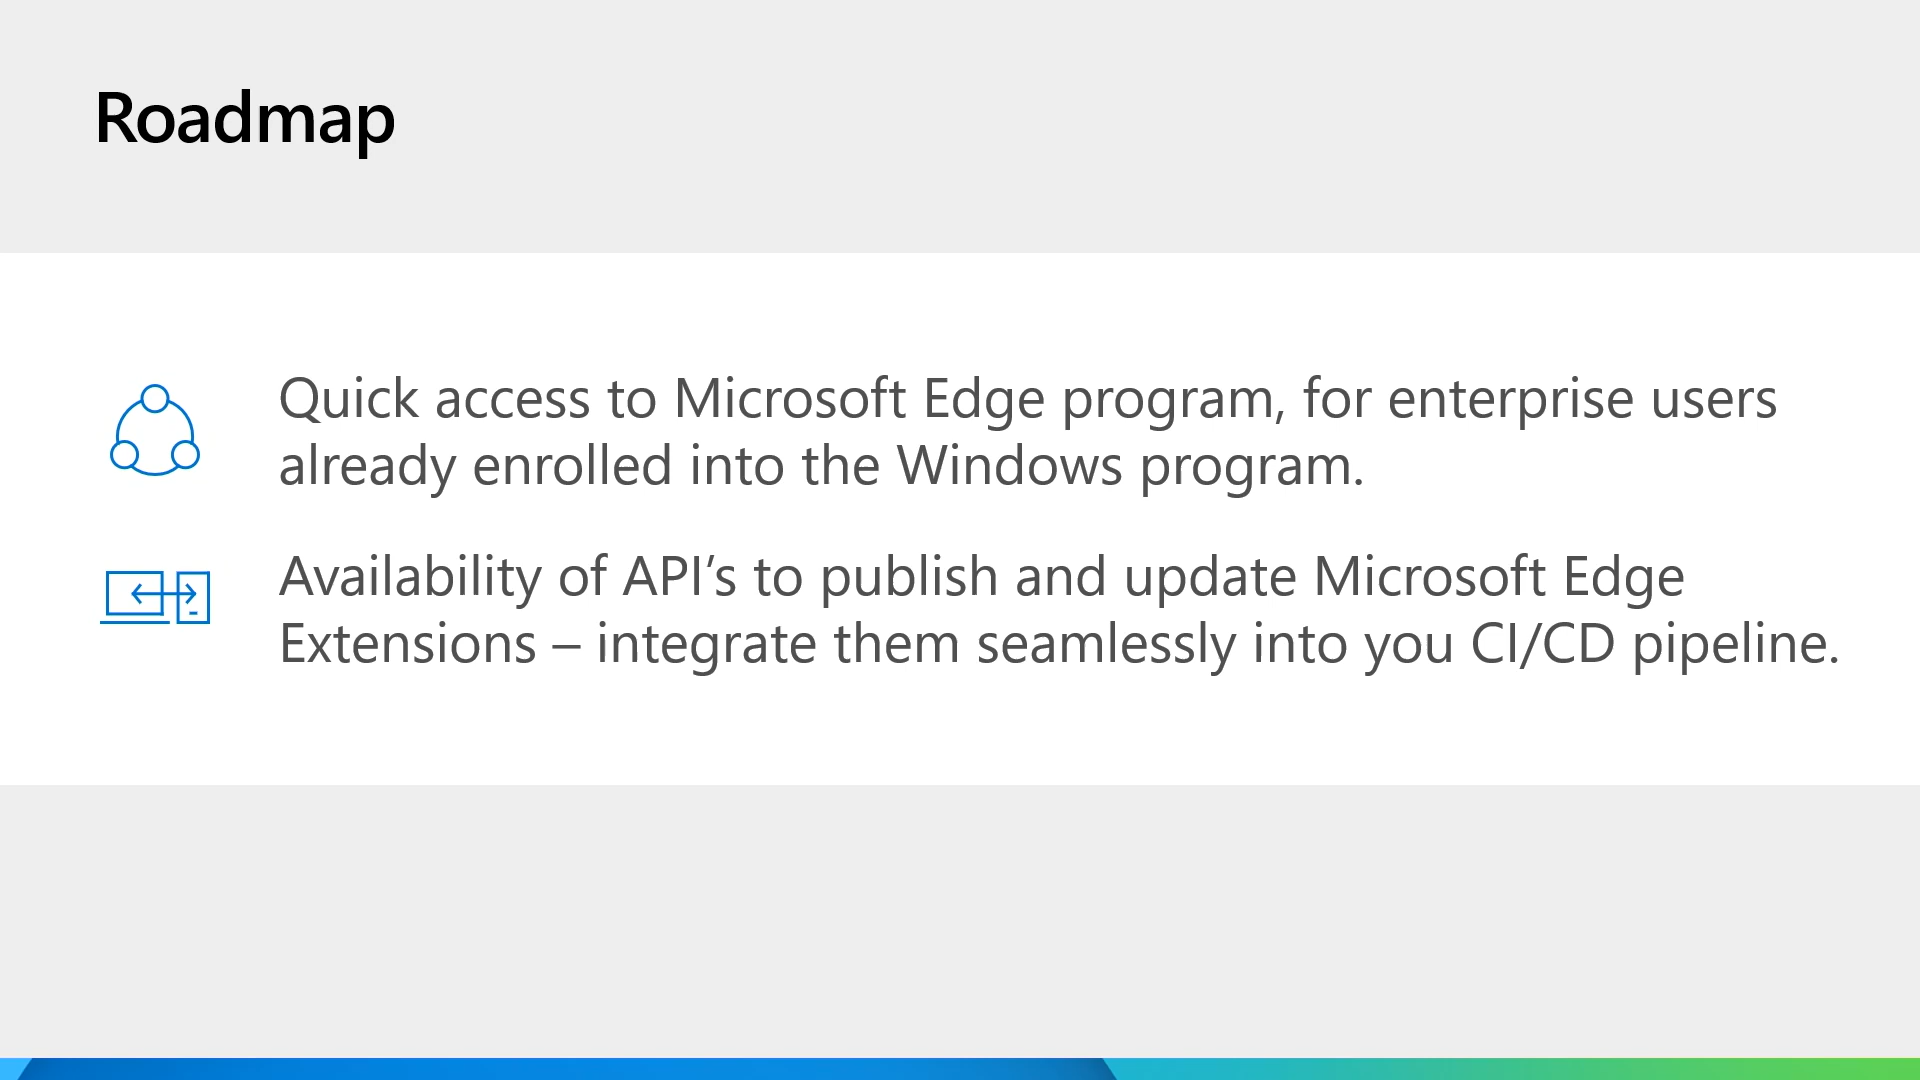 Roadmap
Quick access to Microsoft Edge program, for enterprise users
already enrolled into the Windows program.
Availability of API’s to publish and update Microsoft Edge
Extensions – integrate them seamlessly into you CI/CD pipeline.